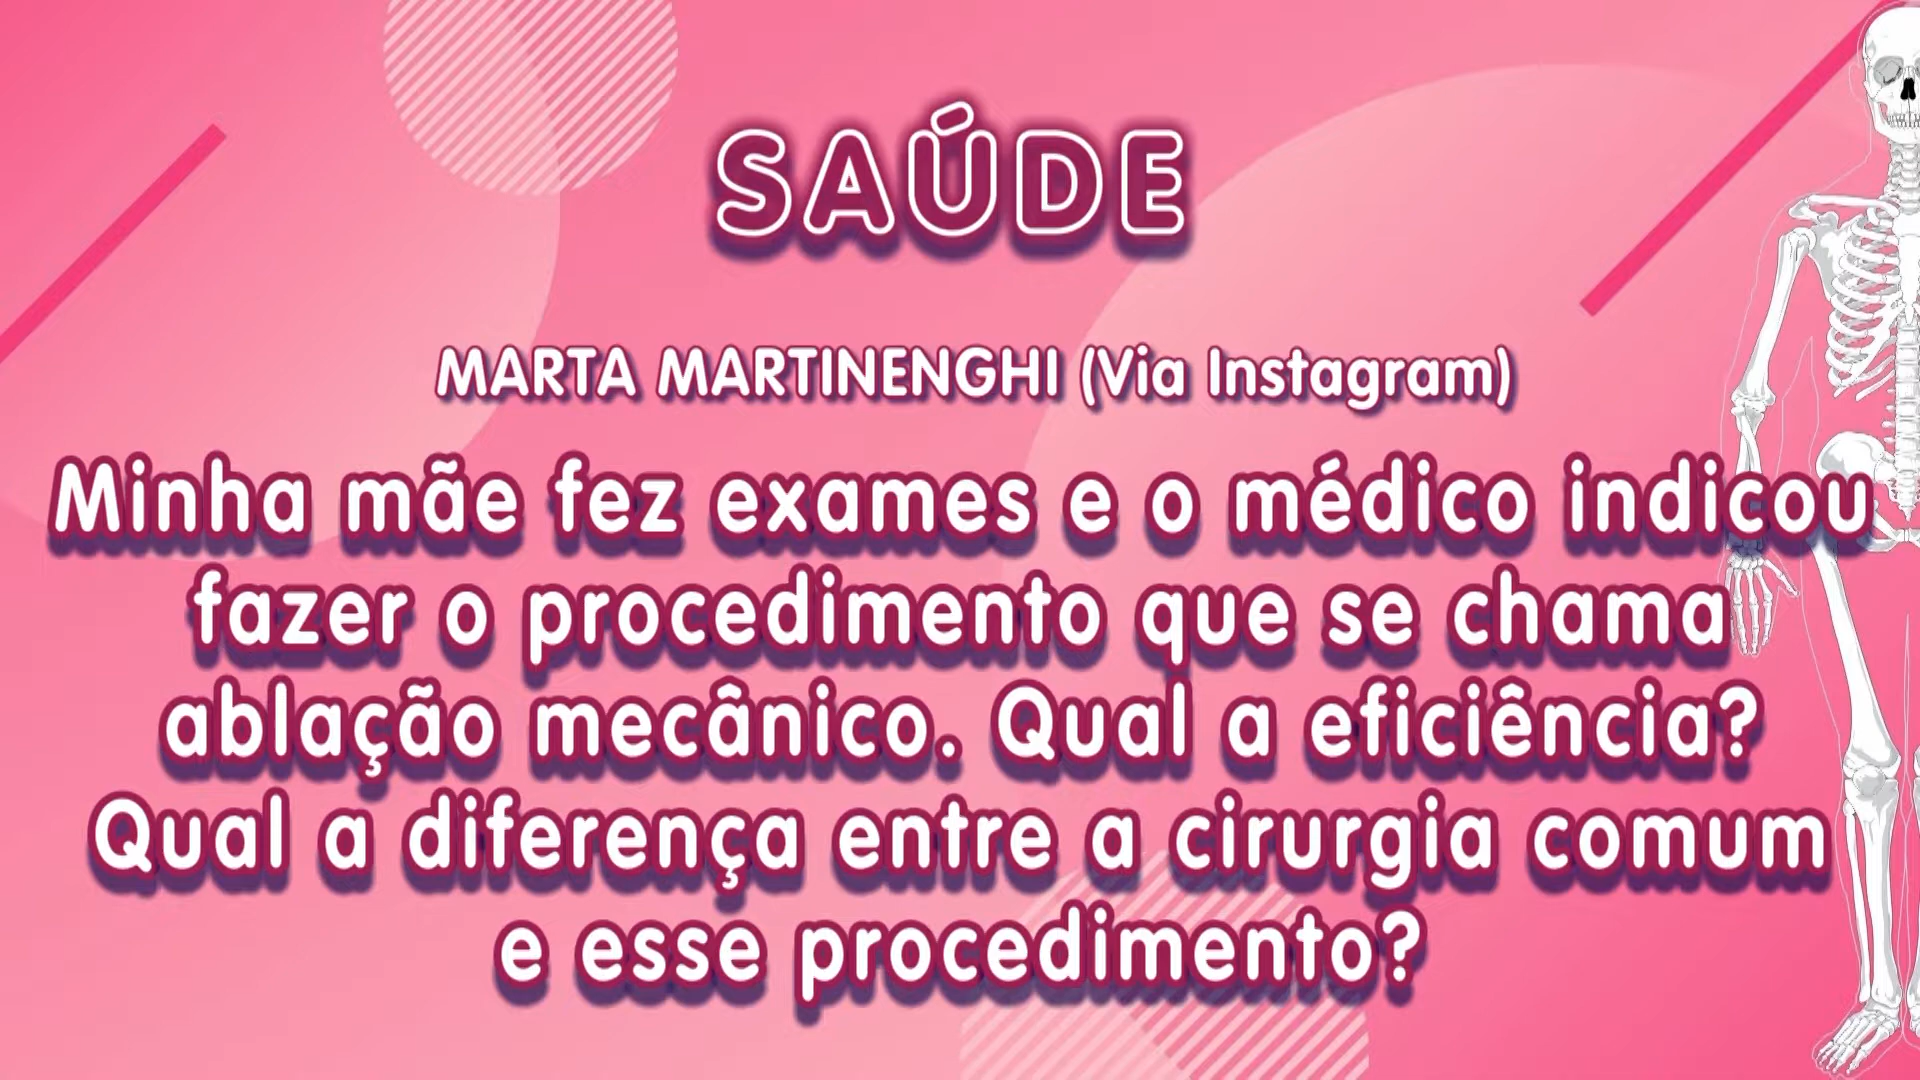 SAÚDE
MARTA MARTINENGHI (Via Instagram)
Minha mãe fez exames e o médico indicou
fazer o procedimento que se chama
ablação mecânico. Qual a eficiência?
Qual a diferença entre a cirurgia comum
e esse procedimento?